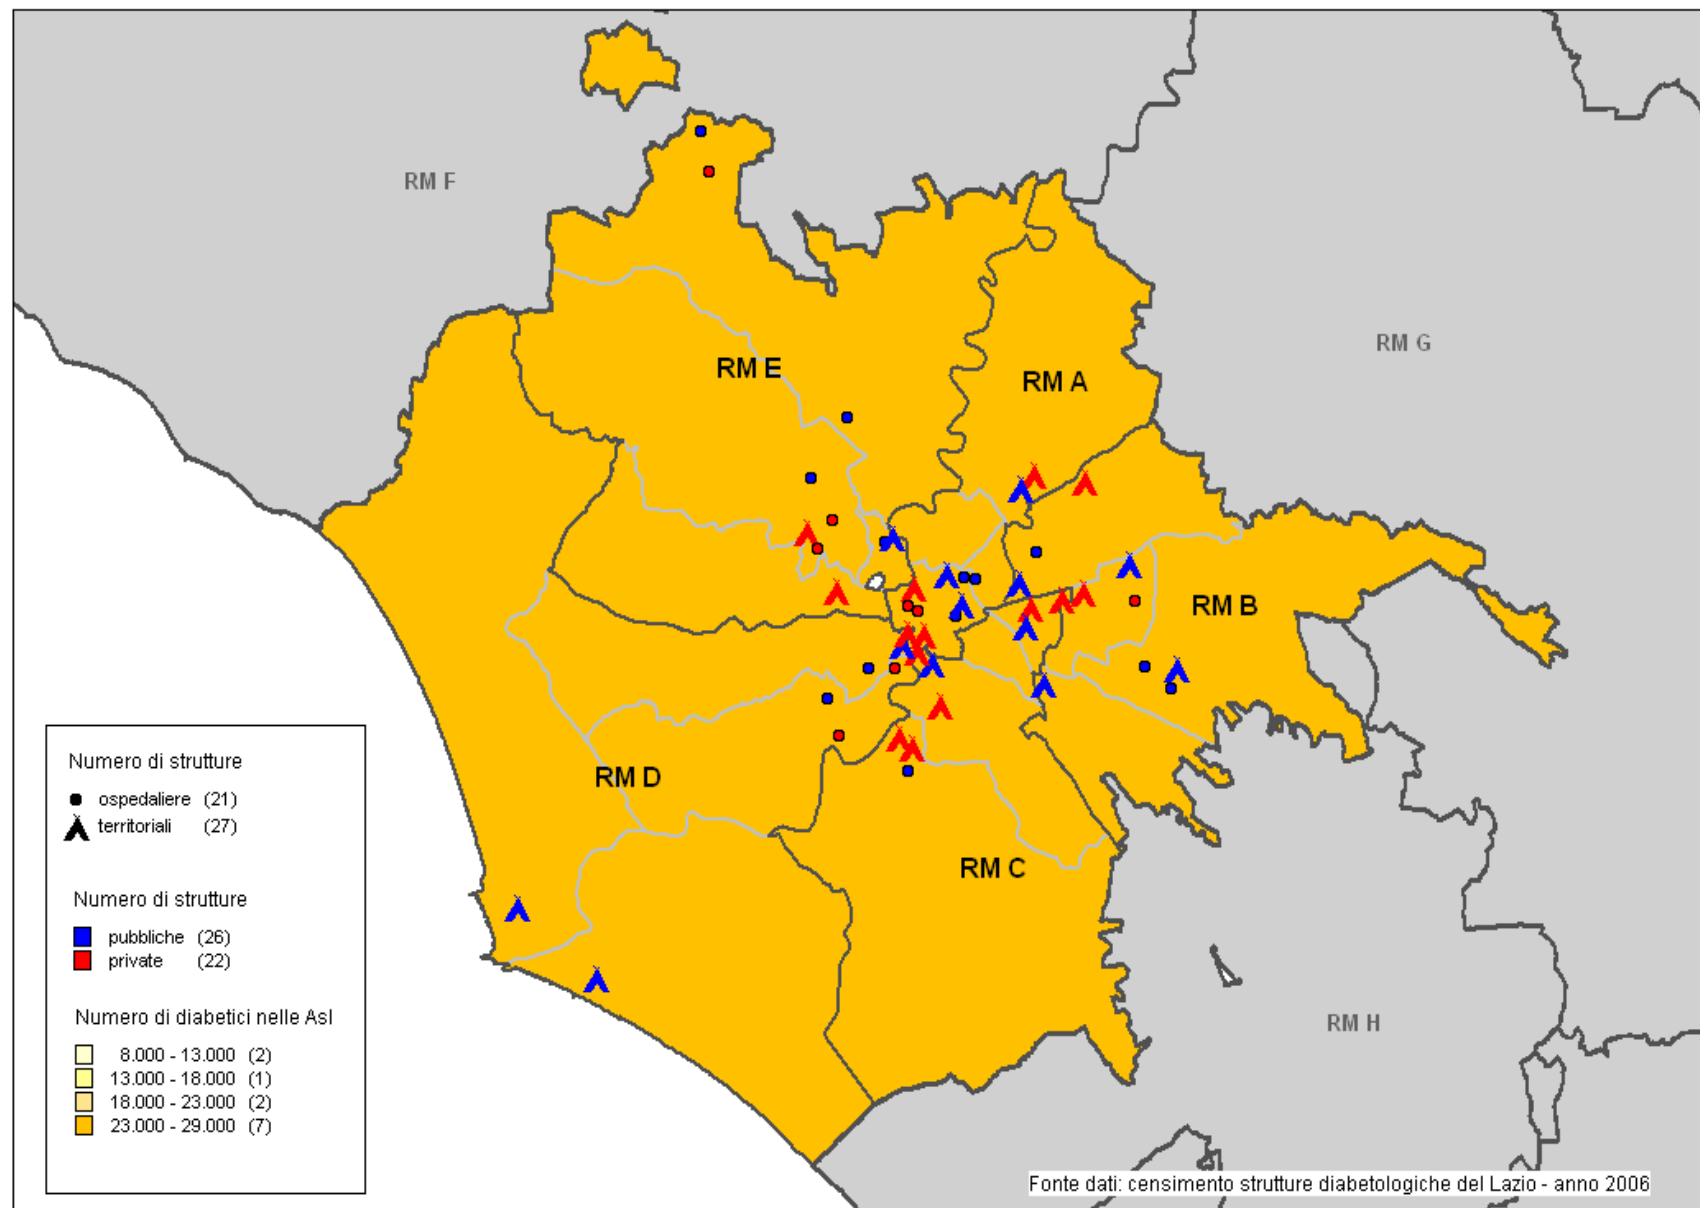 RM F
RM G
RM E
RM A
RM B
RM D
RM C
RM H
Numero di strutture
ospedaliere (21)
territoriali (27)
Numero di strutture
pubbliche (26)
private (22)
Numero di diabetici nelle Asl
8.000 - 13.000 (2)
13.000 - 18.000 (1)
18.000 - 23.000 (2)
23.000 - 29.000 (7)
Fonte dati: censimento strutture diabetologiche del Lazio - anno 2006